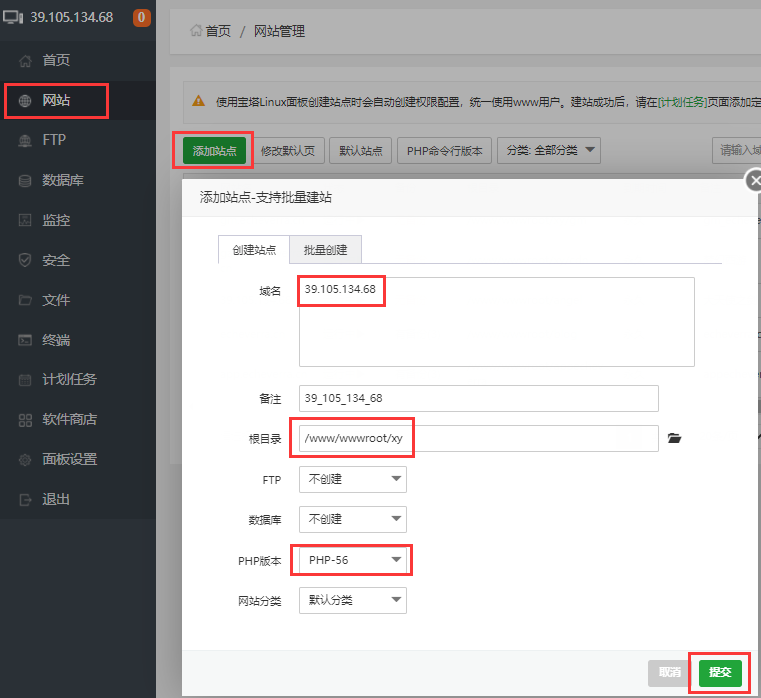 39.105.134.68 0
首页
网站
FTP
数据库
监控
安全
文件
终端
计划任务
软件商店
面板设置
退出
首页 / 网站管理
使用宝塔Linux面板创建站点时会自动创建权限配置，统一使用www用户。建站成功后，请在[计划任务]页面添加定
添加站点 修改默认页 默认站点 PHP命令行版本 分类: 全部分类 请输入域
添加站点-支持批量建站
创建站点 批量创建
域名 39.105.134.68
备注 39_105_134_68
根目录 /www/wwwroot/xy
FTP 不创建
数据库 不创建
PHP版本 PHP-56
网站分类 默认分类
取消 提交